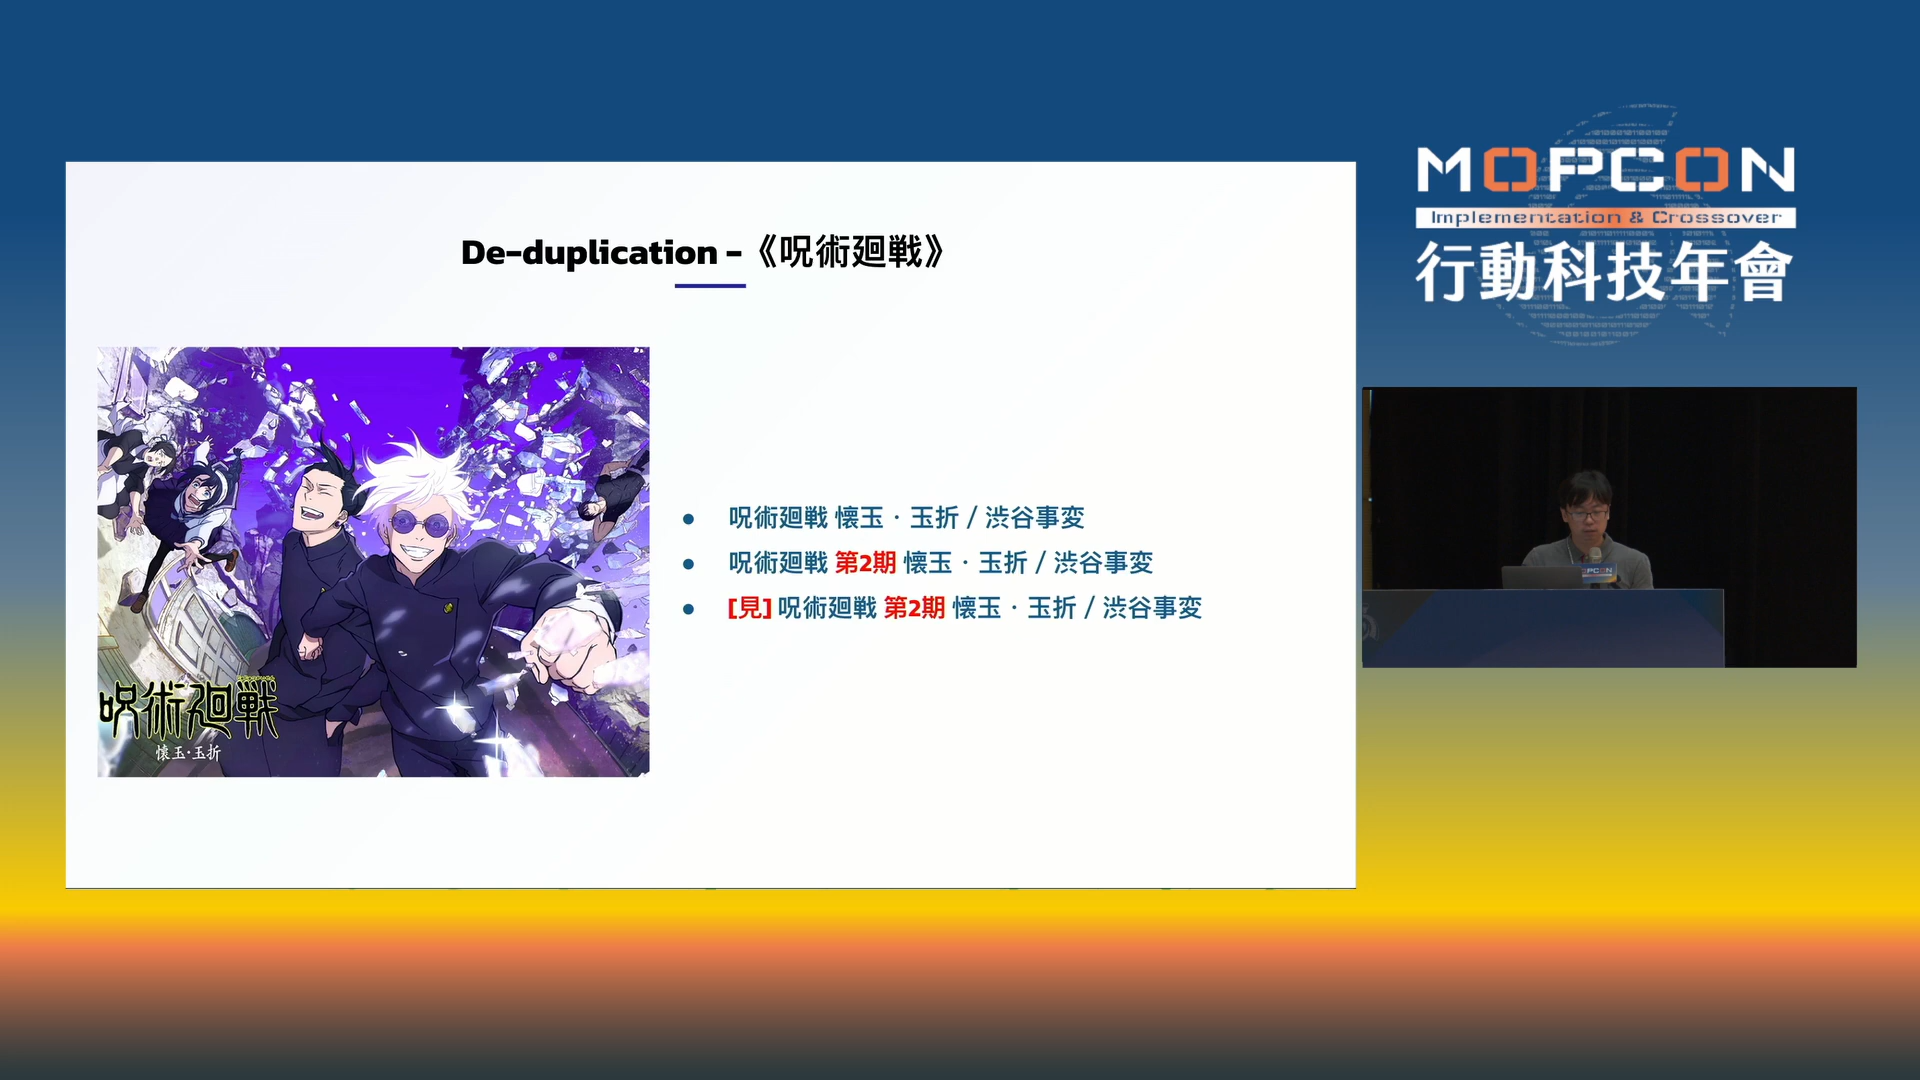 De-duplication -《呪術廻戦》
呪術廻戦 懐玉・玉折 / 渋谷事変
呪術廻戦 第2期 懐玉・玉折 / 渋谷事変
[見] 呪術廻戦 第2期 懐玉・玉折 / 渋谷事変
呪術廻戦
懐玉・玉折
MOPCON
Implementation & Crossover
行動科技年會